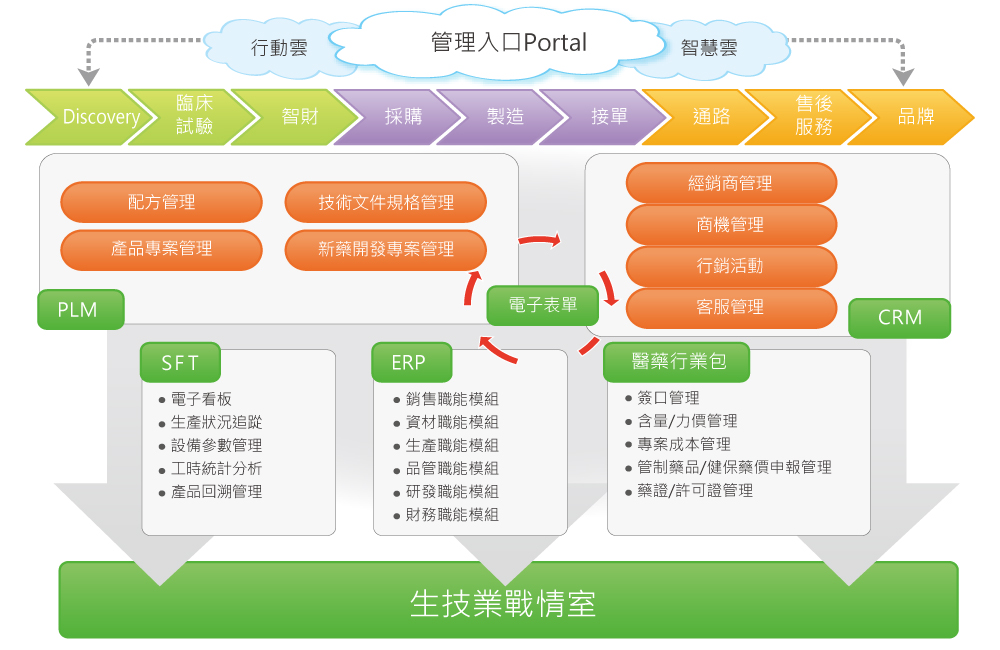 行動雲
管理入口Portal
智慧雲
Discovery
臨床
試驗
智財
採購
製造
接單
通路
售後
服務
品牌
配方管理
技術文件規格管理
產品專案管理
新藥開發專案管理
PLM
電子表單
經銷商管理
商機管理
行銷活動
客服管理
CRM
SFT
電子看板
生產狀況追蹤
設備參數管理
工時統計分析
產品回溯管理
ERP
銷售職能模組
資材職能模組
生產職能模組
品管職能模組
研發職能模組
財務職能模組
醫藥行業包
簽口管理
含量/力價管理
專案成本管理
管制藥品/健保藥價申報管理
藥證/許可證管理
生技業戰情室